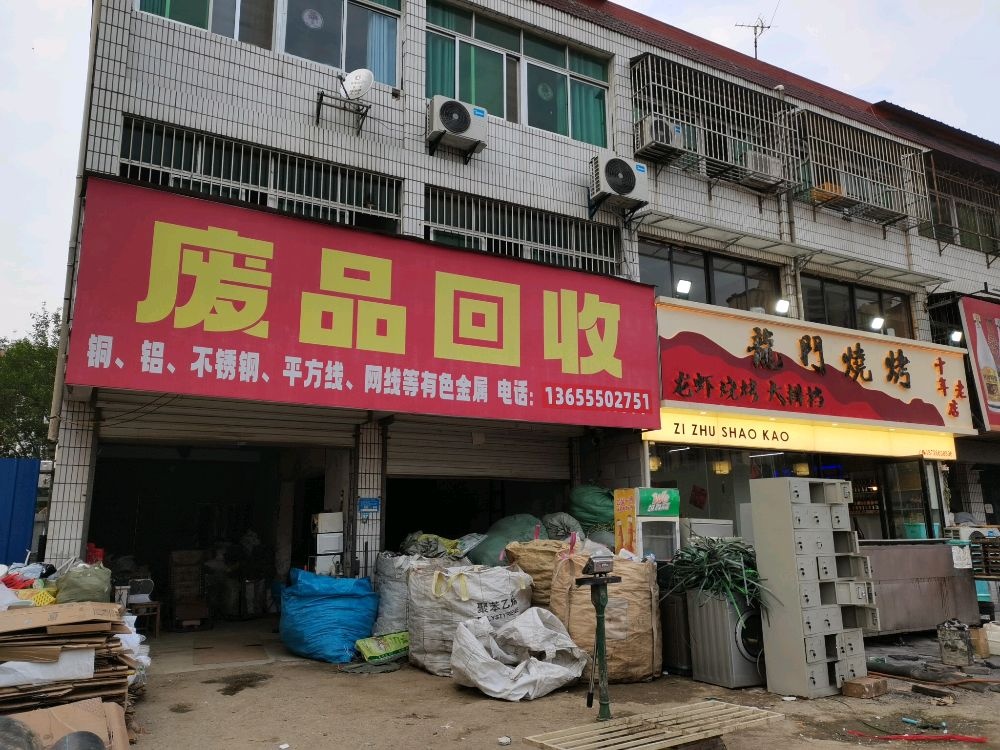 废品回收
铜、铝、不锈钢、平方线、网线等有色金属 电话：13655502751
龍門燒烤
十年老店
龙虾烧烤 大排档
ZI ZHU SHAO KAO
聚苯乙烯